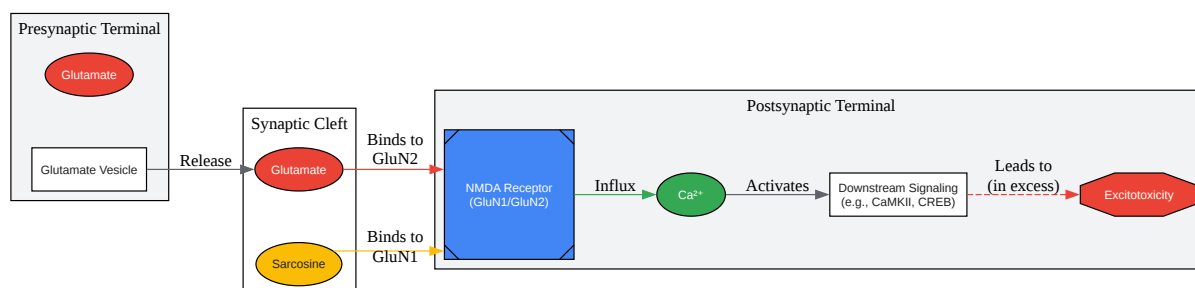 Presynaptic Terminal
Glutamate
Glutamate Vesicle
Release
Synaptic Cleft
Glutamate
Sarcosine
Binds to
GluN2
Binds to
GluN1
Postsynaptic Terminal
NMDA Receptor
(GluN1/GluN2)
Influx
Ca²⁺
Activates
Downstream Signaling
(e.g., CaMKII, CREB)
Leads to
(in excess)
Excitotoxicity